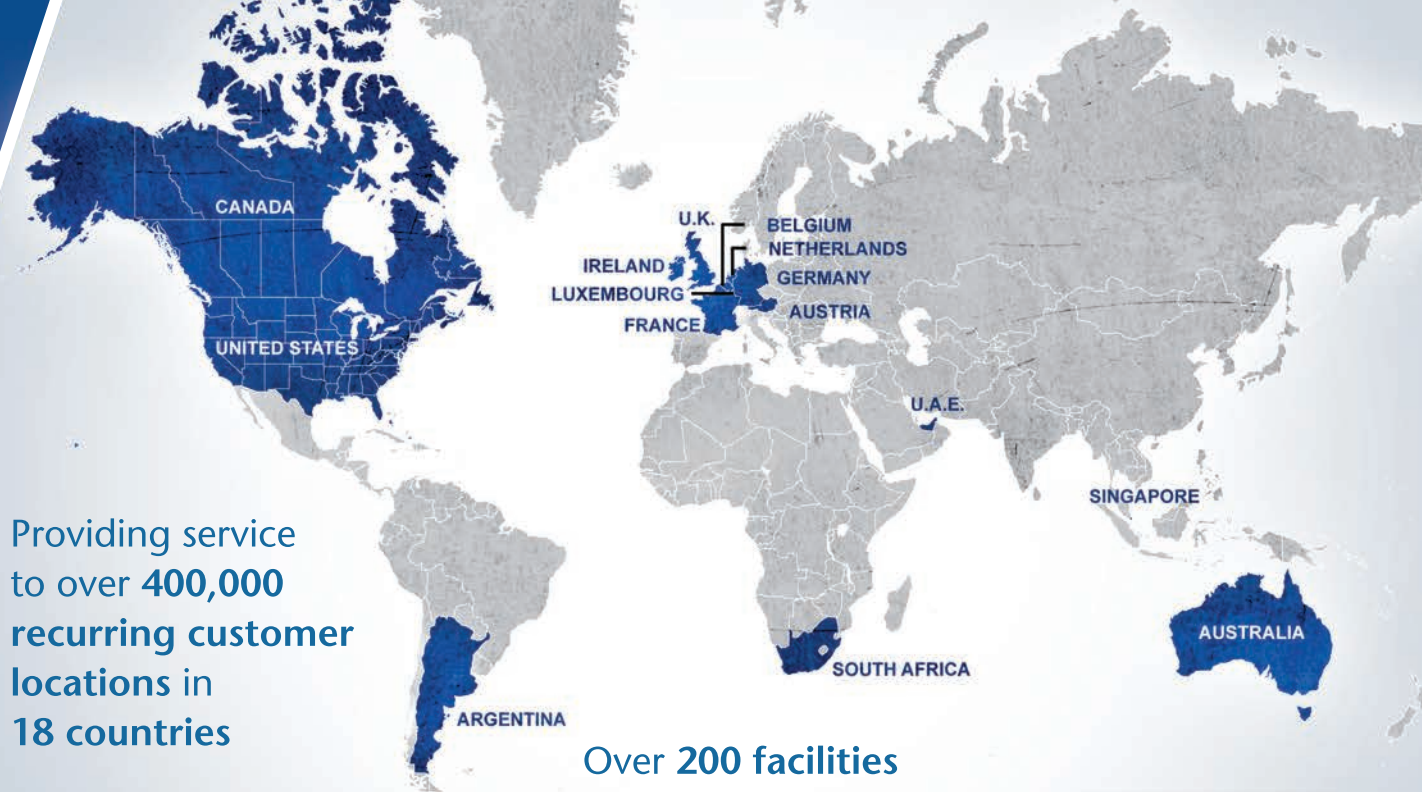 CANADA
UNITED STATES
U.K.
BELGIUM
NETHERLANDS
IRELAND
GERMANY
LUXEMBOURG
AUSTRIA
FRANCE
U.A.E.
SINGAPORE
AUSTRALIA
SOUTH AFRICA
ARGENTINA
Providing service
to over 400,000
recurring customer
locations in
18 countries
Over 200 facilities